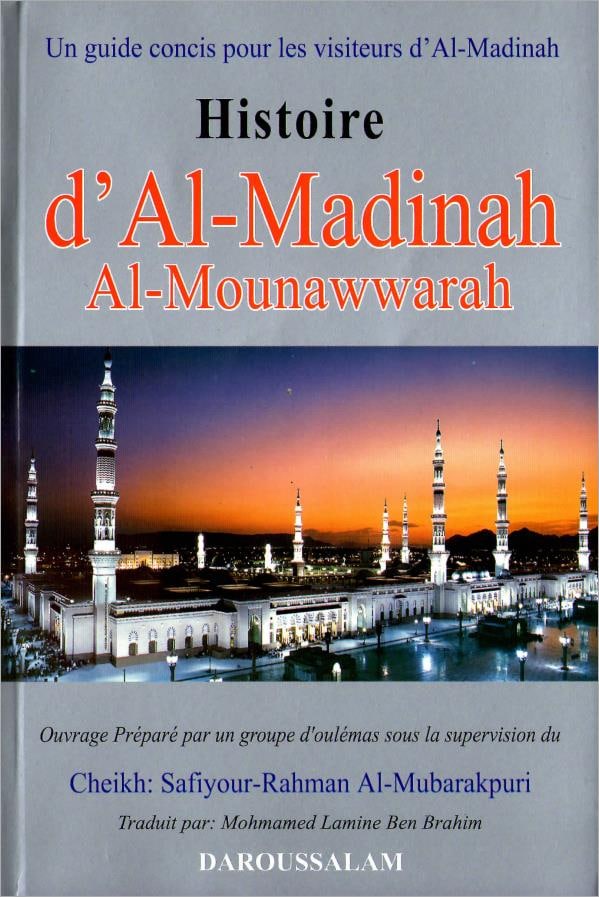 Un guide concis pour les visiteurs d'Al-Madinah
Histoire
d'Al-Madinah
Al-Mounawwarah
Ouvrage Préparé par un groupe d'oulémas sous la supervision du
Cheikh: Safiyour-Rahman Al-Mubarakpuri
Traduit par: Mohmamed Lamine Ben Brahim
DAROUSSALAM